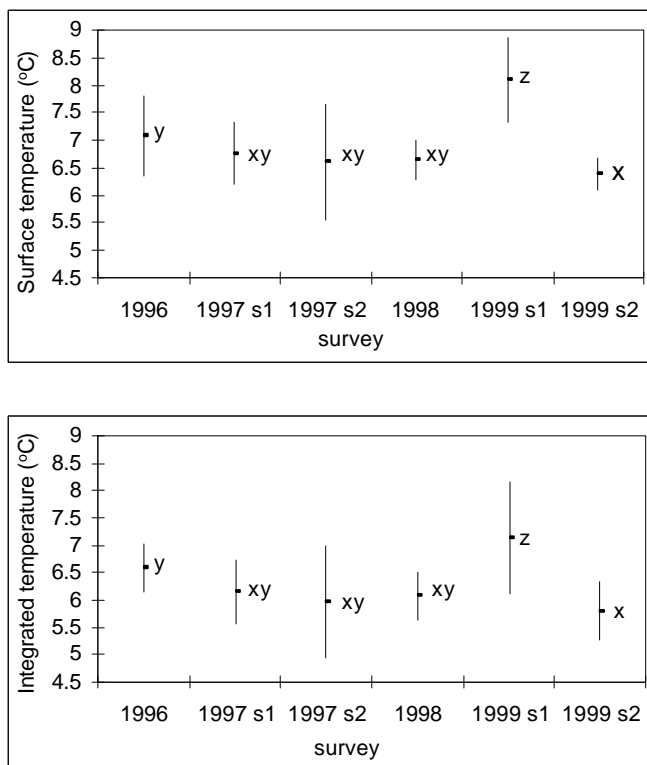 Surface temperature (oC)
9
8.5
8
7.5
7
6.5
6
5.5
5
4.5
y
xy
xy
xy
z
x
1996 1997 s1 1997 s2 1998 1999 s1 1999 s2
survey
Integrated temperature (oC)
9
8.5
8
7.5
7
6.5
6
5.5
5
4.5
y
xy
xy
xy
z
x
1996 1997 s1 1997 s2 1998 1999 s1 1999 s2
survey